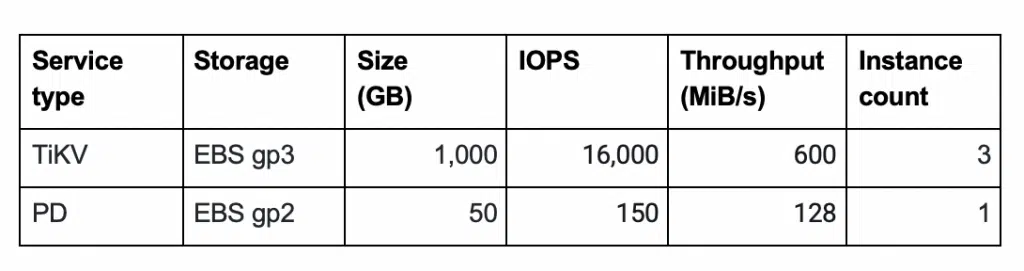 Service type Storage Size (GB) IOPS Throughput (MiB/s) Instance count
TiKV EBS gp3 1,000 16,000 600 3
PD EBS gp2 50 150 128 1